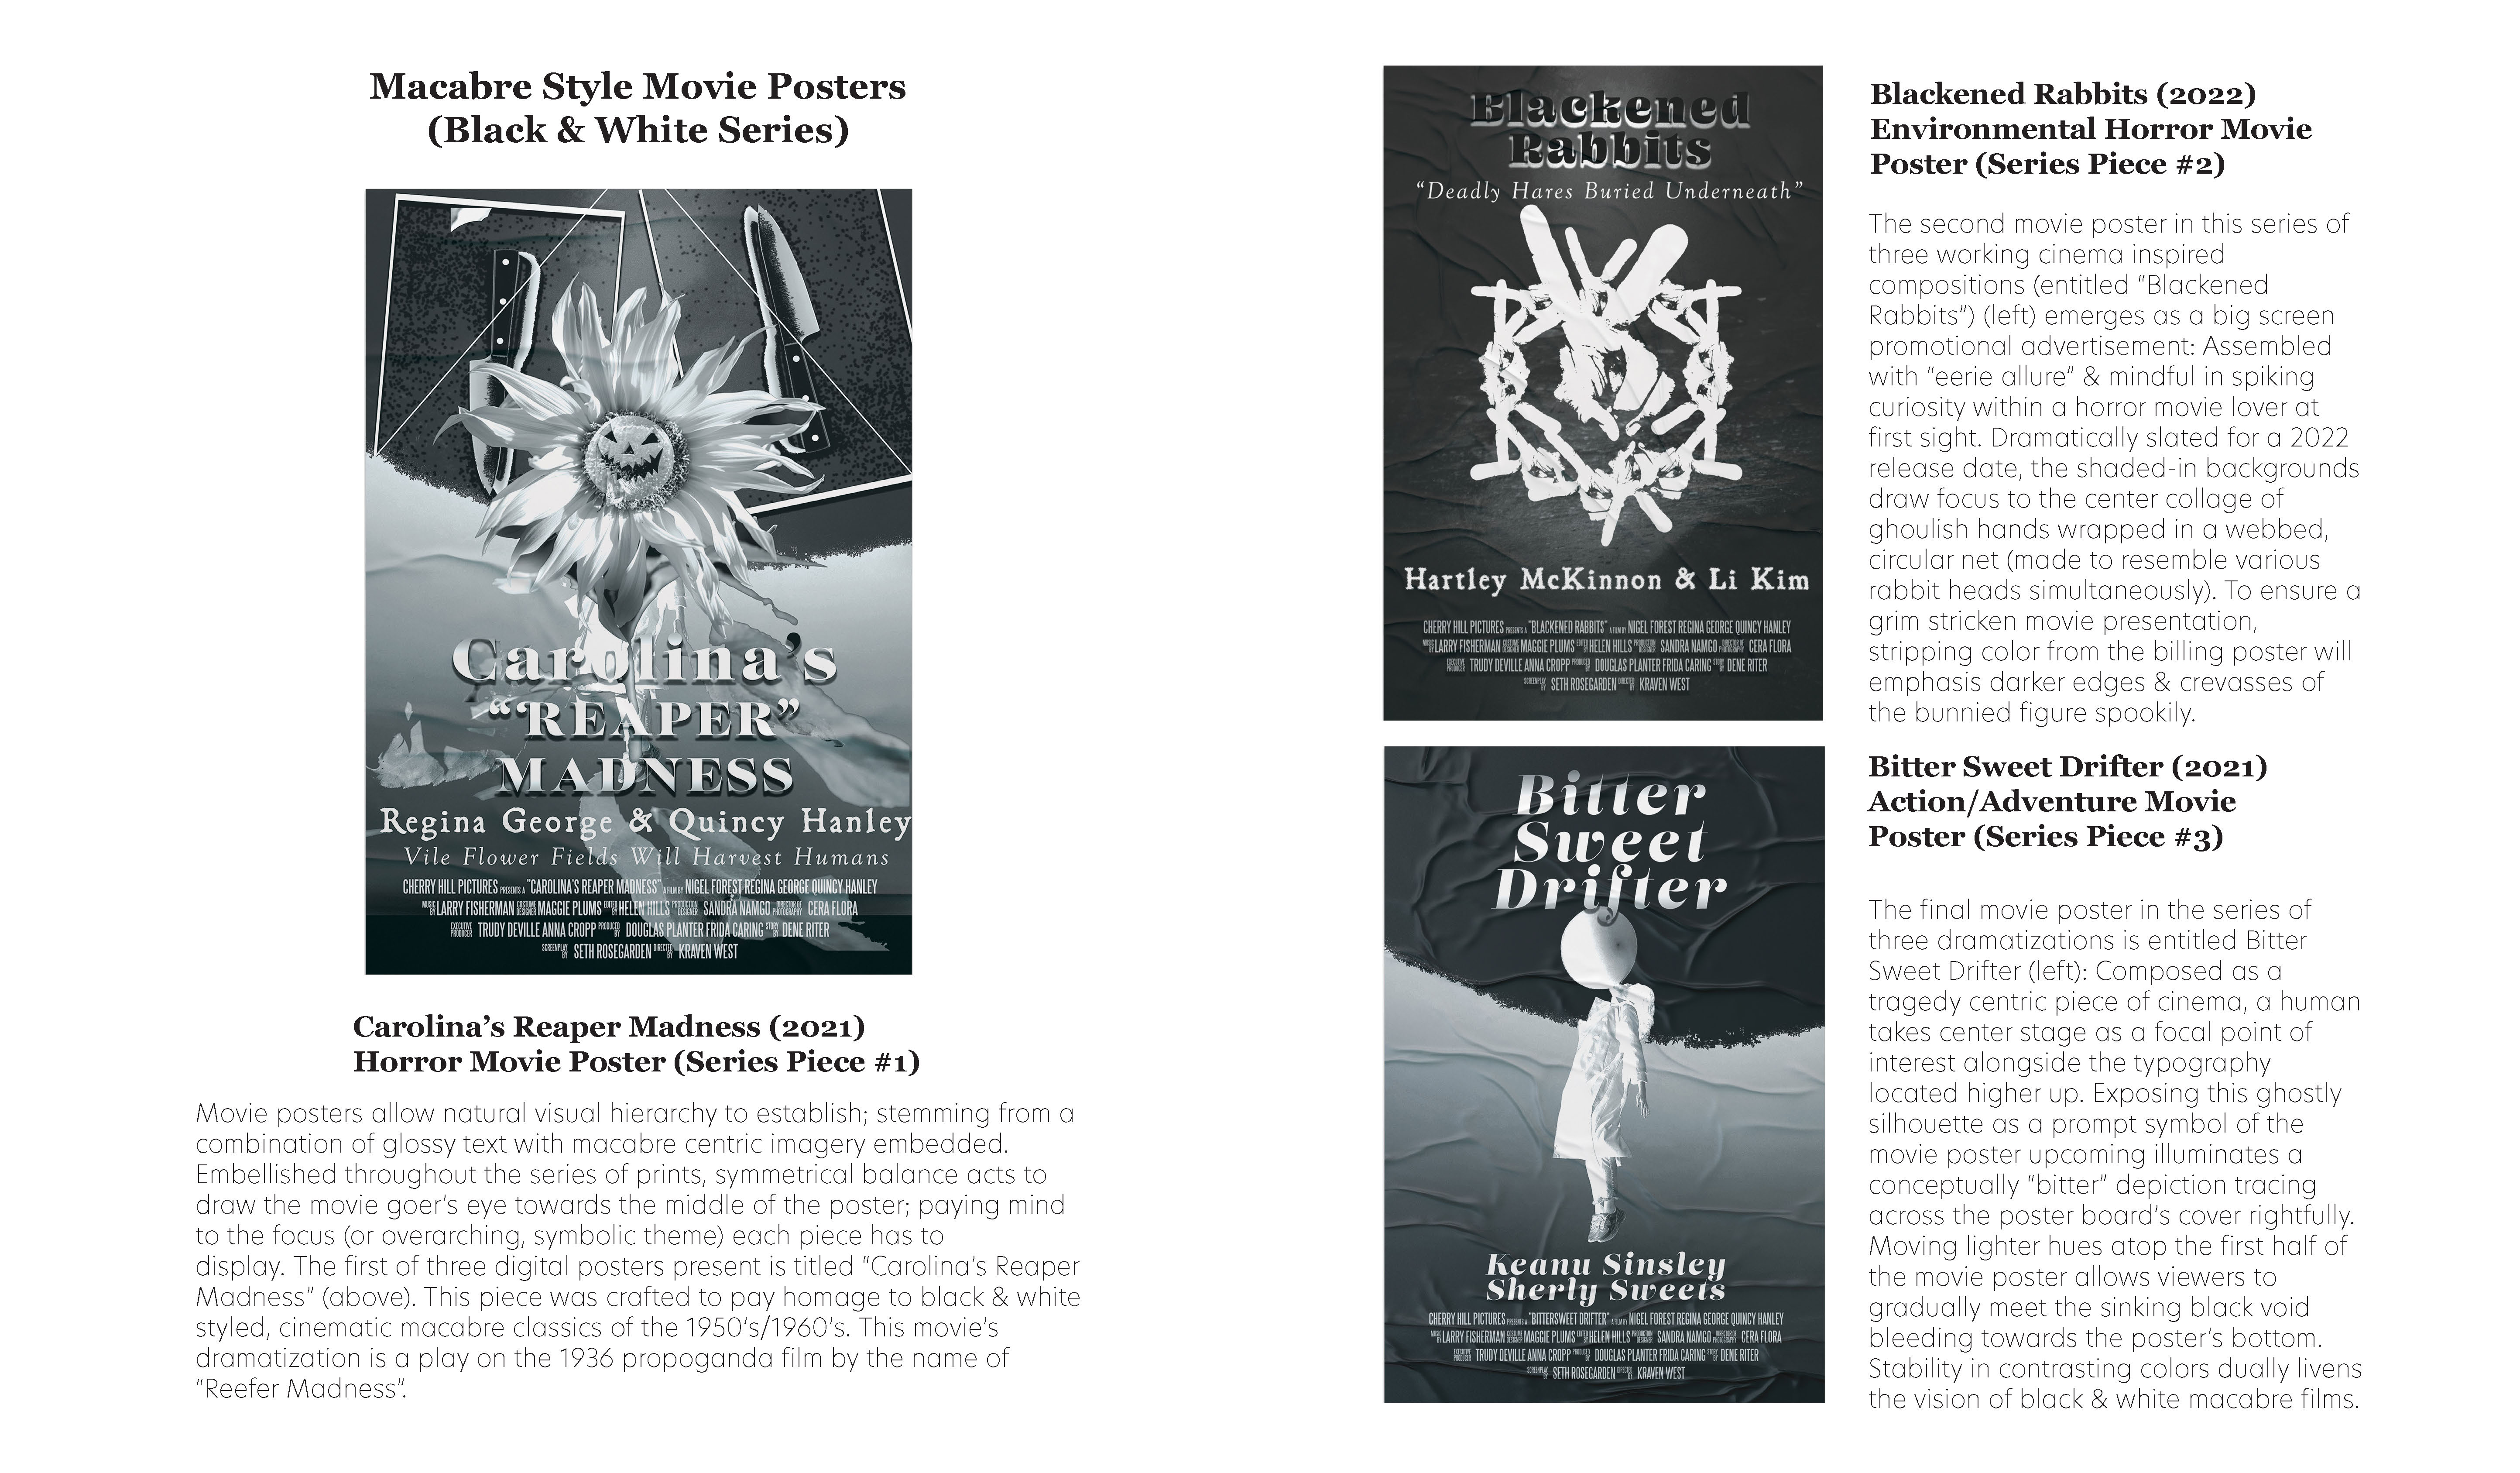 Macabre Style Movie Posters
(Black & White Series)
Carolina's
“REAPER”
MADNESS
Regina George & Quincy Hanley
Vile Flower Fields Will Harvest Humans
CHERRY HILL PICTURES PRESENTS A "CAROLINA'S REAPER MADNESS" A FILM BY NIGEL FOREST REGINA GEORGE QUINCY HANLEY
MUSIC BY LARRY FISHERMAN COSTUME DESIGNER MAGGIE PLUMS EDITED BY HELEN HILLS PRODUCTION DESIGNER SANDRA NAMGO DIRECTOR OF PHOTOGRAPHY CERA FLORA
EXECUTIVE PRODUCER TRUDY DEVILLE ANNA CROPP PRODUCED BY DOUGLAS PLANTER FRIDA CARING STORY BY DENE RITER
SCREENPLAY BY SETH ROSEGARDEN DIRECTED BY KRAVEN WEST
Carolina’s Reaper Madness (2021)
Horror Movie Poster (Series Piece #1)
Movie posters allow natural visual hierarchy to establish; stemming from a
combination of glossy text with macabre centric imagery embedded.
Embellished throughout the series of prints, symmetrical balance acts to
draw the movie goer’s eye towards the middle of the poster; paying mind
to the focus (or overarching, symbolic theme) each piece has to
display. The first of three digital posters present is titled “Carolina’s Reaper
Madness” (above). This piece was crafted to pay homage to black & white
styled, cinematic macabre classics of the 1950’s/1960’s. This movie’s
dramatization is a play on the 1936 propoganda film by the name of
“Reefer Madness”.
Blackened
Rabbits
“Deadly Hares Buried Underneath”
Hartley McKinnon & Li Kim
CHERRY HILL PICTURES PRESENTS A "BLACKENED RABBITS" A FILM BY NIGEL FOREST REGINA GEORGE QUINCY HANLEY
MUSIC BY LARRY FISHERMAN COSTUME DESIGNER MAGGIE PLUMS EDITED BY HELEN HILLS PRODUCTION DESIGNER SANDRA NAMGO DIRECTOR OF PHOTOGRAPHY CERA FLORA
EXECUTIVE PRODUCER TRUDY DEVILLE ANNA CROPP PRODUCED BY DOUGLAS PLANTER FRIDA CARING STORY BY DENE RITER
SCREENPLAY BY SETH ROSEGARDEN DIRECTED BY KRAVEN WEST
Blackened Rabbits (2022)
Environmental Horror Movie
Poster (Series Piece #2)
The second movie poster in this series of
three working cinema inspired
compositions (entitled “Blackened
Rabbits”) (left) emerges as a big screen
promotional advertisement: Assembled
with “eerie allure” & mindful in spiking
curiosity within a horror movie lover at
first sight. Dramatically slated for a 2022
release date, the shaded-in backgrounds
draw focus to the center collage of
ghoulish hands wrapped in a webbed,
circular net (made to resemble various
rabbit heads simultaneously). To ensure a
grim stricken movie presentation,
stripping color from the billing poster will
emphasis darker edges & crevasses of
the bunnied figure spookily.
Bitter
Sweet
Drifter
Keanu Sinsley
Sherly Sweets
CHERRY HILL PICTURES PRESENTS A "BITTERSWEET DRIFTER" A FILM BY NIGEL FOREST REGINA GEORGE QUINCY HANLEY
MUSIC BY LARRY FISHERMAN COSTUME DESIGNER MAGGIE PLUMS EDITED BY HELEN HILLS PRODUCTION DESIGNER SANDRA NAMGO DIRECTOR OF PHOTOGRAPHY CERA FLORA
EXECUTIVE PRODUCER TRUDY DEVILLE ANNA CROPP PRODUCED BY DOUGLAS PLANTER FRIDA CARING STORY BY DENE RITER
SCREENPLAY BY SETH ROSEGARDEN DIRECTED BY KRAVEN WEST
Bitter Sweet Drifter (2021)
Action/Adventure Movie
Poster (Series Piece #3)
The final movie poster in the series of
three dramatizations is entitled Bitter
Sweet Drifter (left): Composed as a
tragedy centric piece of cinema, a human
takes center stage as a focal point of
interest alongside the typography
located higher up. Exposing this ghostly
silhouette as a prompt symbol of the
movie poster upcoming illuminates a
conceptually “bitter” depiction tracing
across the poster board’s cover rightfully.
Moving lighter hues atop the first half of
the movie poster allows viewers to
gradually meet the sinking black void
bleeding towards the poster’s bottom.
Stability in contrasting colors dually livens
the vision of black & white macabre films.